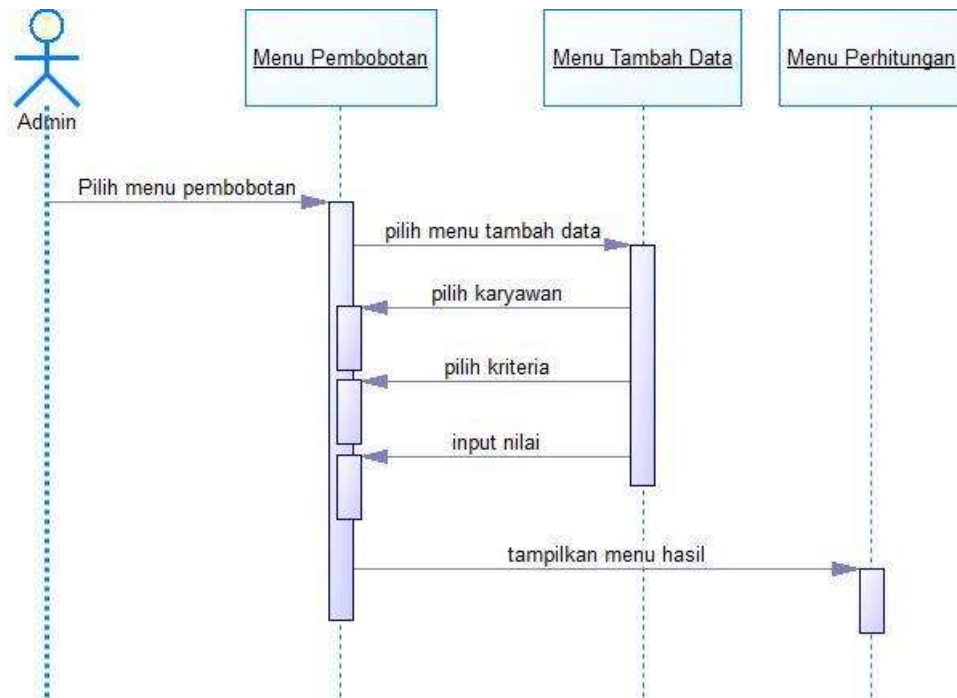 Menu Pembobotan
Menu Tambah Data
Menu Perhitungan
Admin
Pilih menu pembobotan
pilih menu tambah data
pilih karyawan
pilih kriteria
input nilai
tampilkan menu hasil